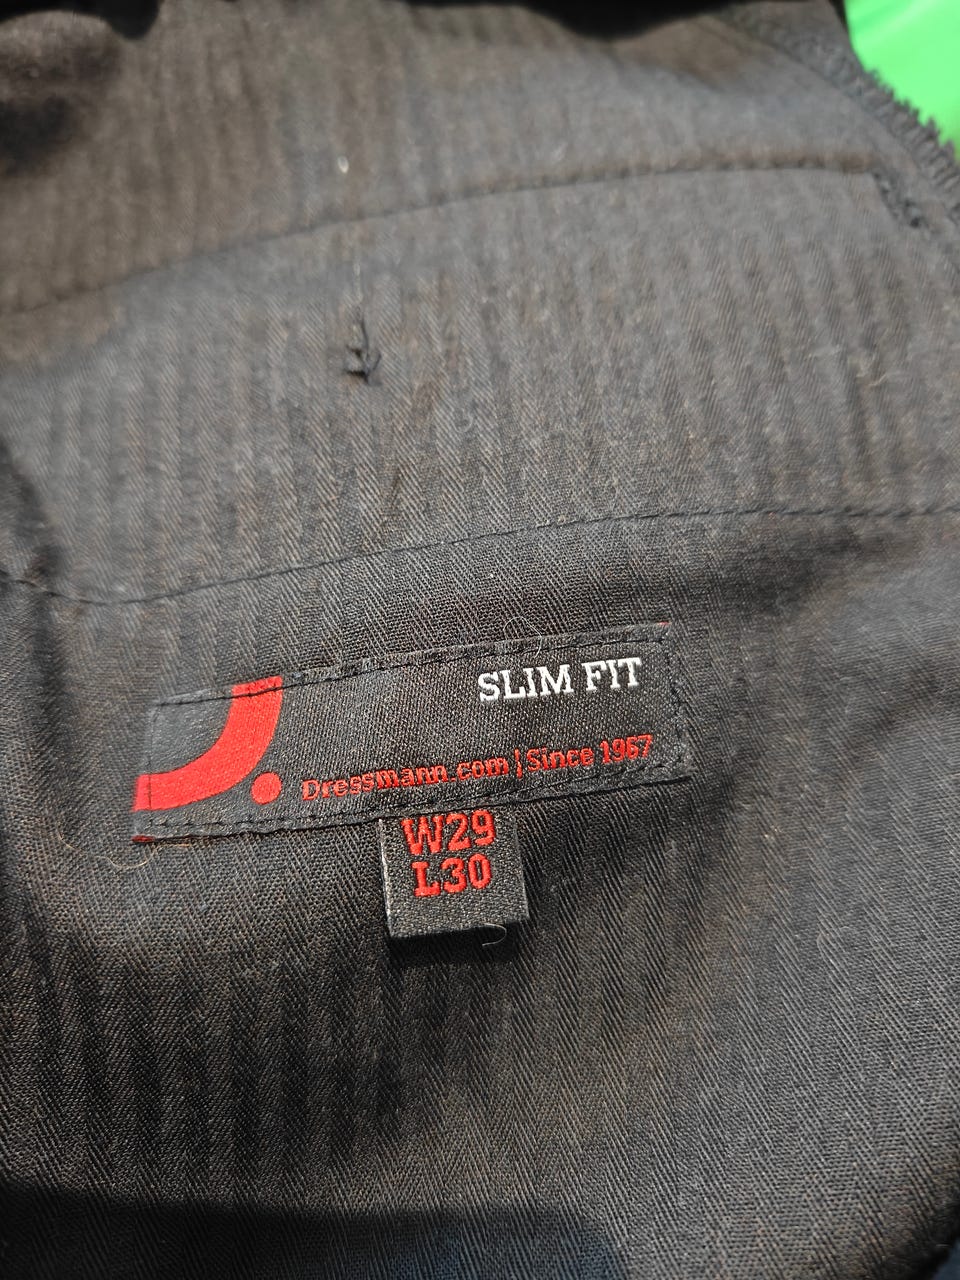 SLIM FIT
Dressmann.com | Since 1967
W29
L30